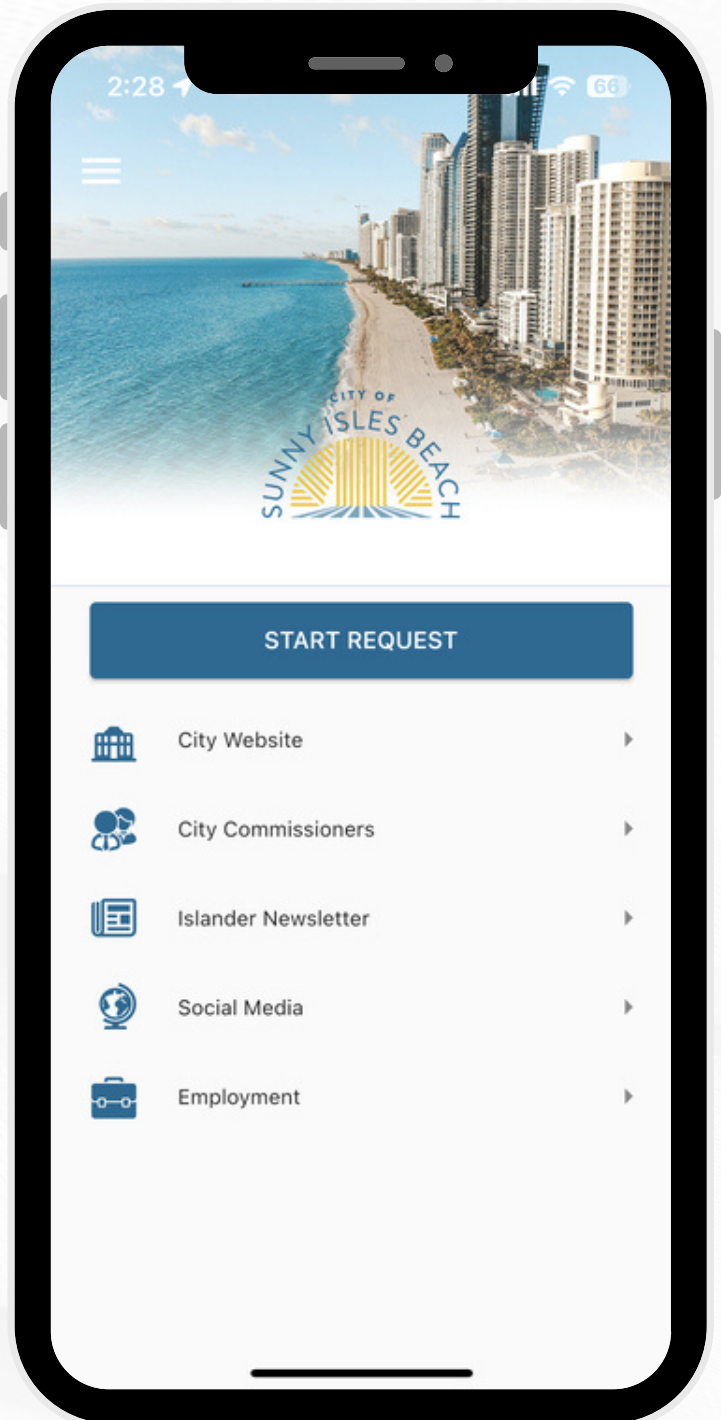 2:28
66
CITY OF
SUNNY ISLES BEACH
START REQUEST
City Website
City Commissioners
Islander Newsletter
Social Media
Employment